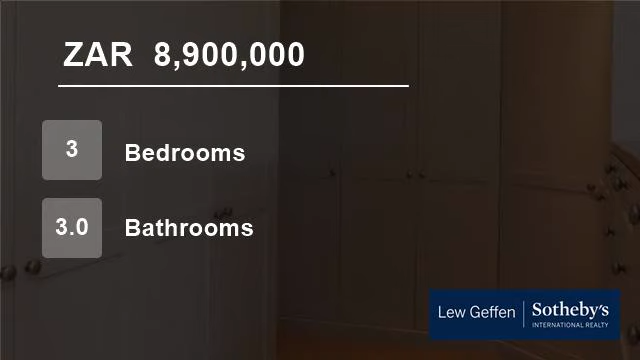 ZAR 8,900,000
3 Bedrooms
3.0 Bathrooms
Lew Geffen Sotheby's
INTERNATIONAL REALTY